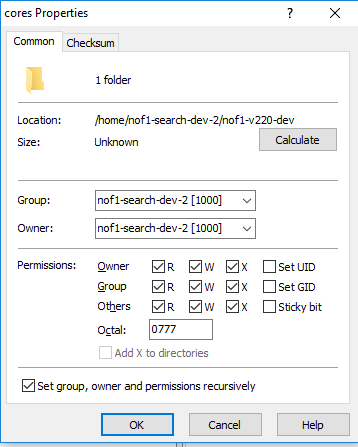 cores Properties ? ×
Common Checksum
1 folder
Location: /home/nof1-search-dev-2/nof1-v220-dev
Size: Unknown Calculate
Group: nof1-search-dev-2 [1000]
Owner: nof1-search-dev-2 [1000]
Permissions: Owner R W X Set UID
Group R W X Set GID
Others R W X Sticky bit
Octal: 0777
Add X to directories
Set group, owner and permissions recursively
OK Cancel Help